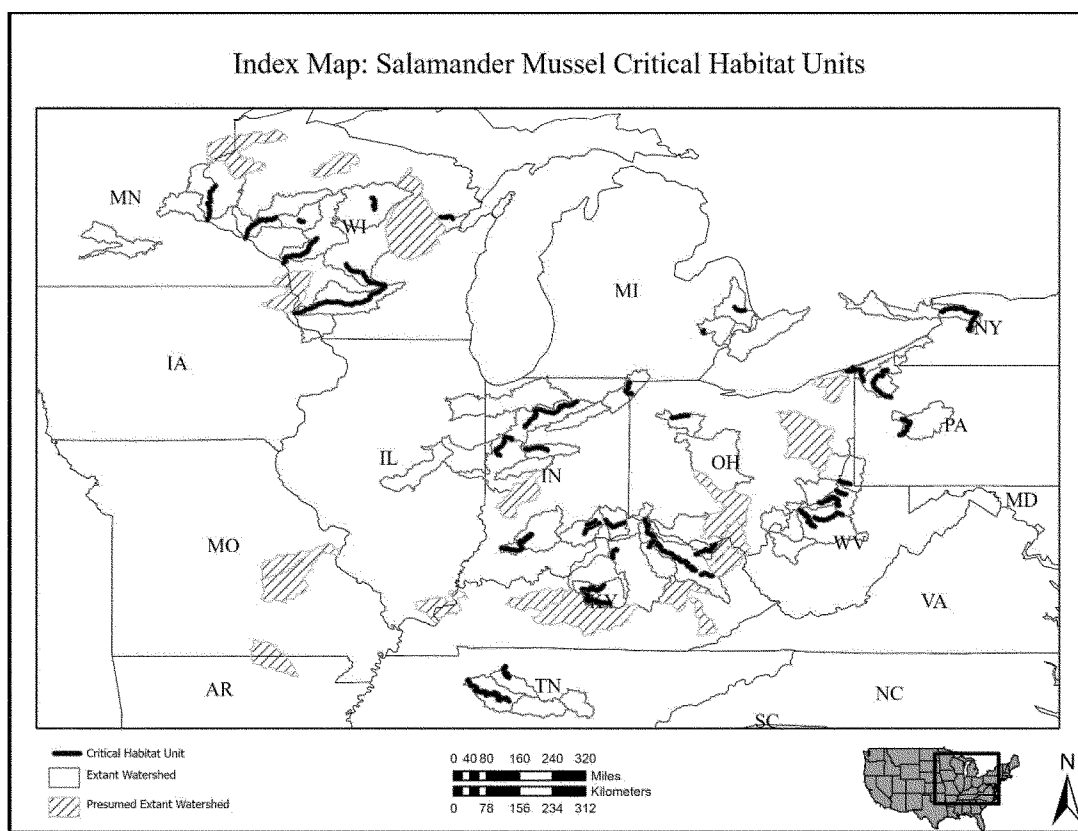 Index Map: Salamander Mussel Critical Habitat Units
MN
WI
MI
NY
IA
PA
IL
IN
OH
MD
MO
WV
KY
VA
AR
TN
NC
SC
Critical Habitat Unit
Extant Watershed
Presumed Extant Watershed
0 40 80 160 240 320
Miles
Kilometers
0 78 156 234 312
N